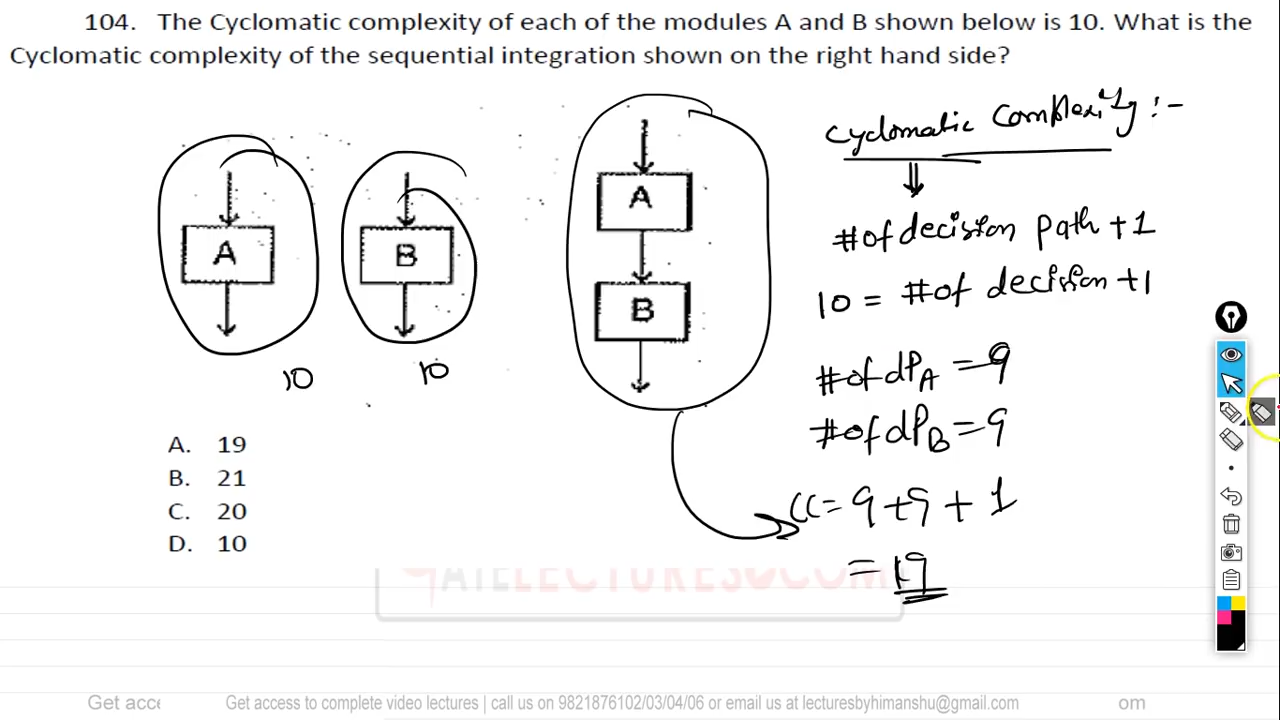 104. The Cyclomatic complexity of each of the modules A and B shown below is 10. What is the
Cyclomatic complexity of the sequential integration shown on the right hand side?
A
10
B
10
A
B
A. 19
B. 21
C. 20
D. 10
Cyclomatic Complexity :-
#of decision path +1
10 = #of decision +1
#of dPA = 9
#of dPB = 9
CC = 9 + 9 + 1
= 19
Get acce
Get access to complete video lectures | call us on 9821876102/03/04/06 or email us at lecturesbyhimanshu@gmail.com
om